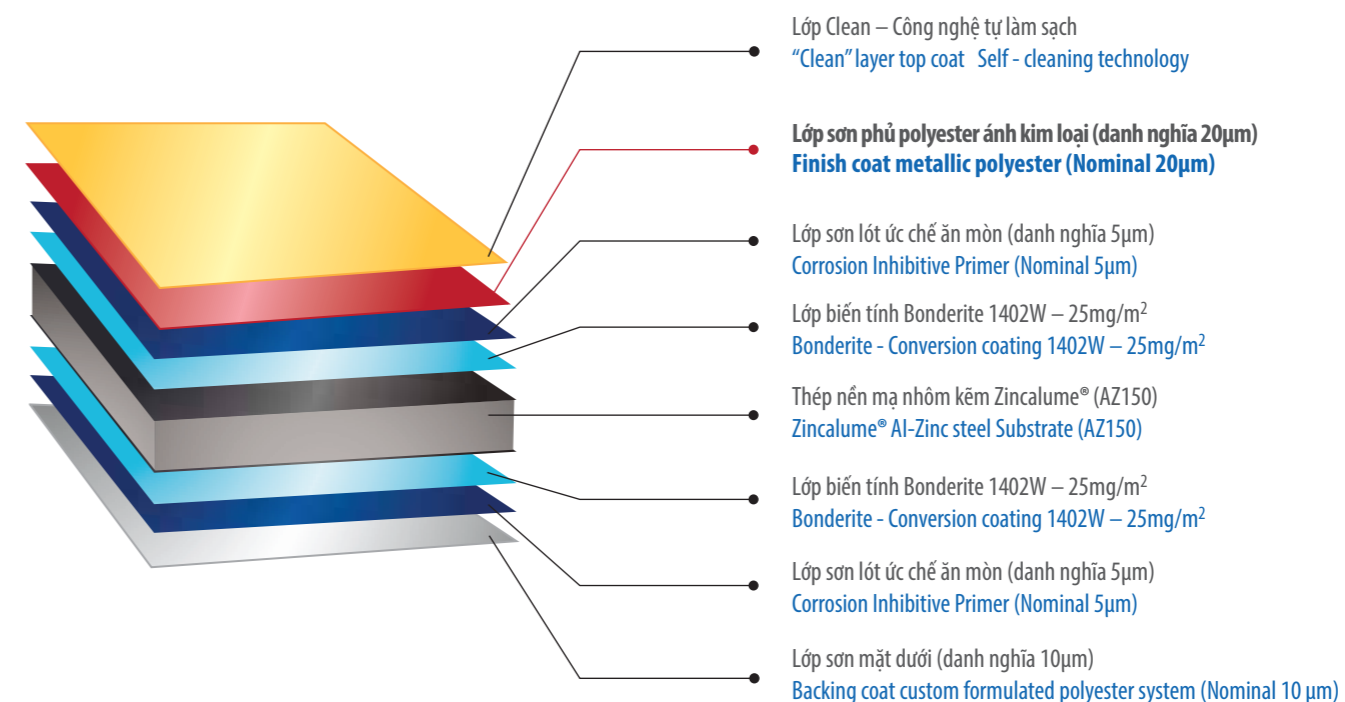 Lớp Clean – Công nghệ tự làm sạch
“Clean” layer top coat Self - cleaning technology
Lớp sơn phủ polyester ánh kim loại (danh nghĩa 20µm)
Finish coat metallic polyester (Nominal 20µm)
Lớp sơn lót ức chế ăn mòn (danh nghĩa 5µm)
Corrosion Inhibitive Primer (Nominal 5µm)
Lớp biến tính Bonderite 1402W – 25mg/m²
Bonderite - Conversion coating 1402W – 25mg/m²
Thép nền mạ nhôm kẽm Zincalume® (AZ150)
Zincalume® Al-Zinc steel Substrate (AZ150)
Lớp biến tính Bonderite 1402W – 25mg/m²
Bonderite - Conversion coating 1402W – 25mg/m²
Lớp sơn lót ức chế ăn mòn (danh nghĩa 5µm)
Corrosion Inhibitive Primer (Nominal 5µm)
Lớp sơn mặt dưới (danh nghĩa 10µm)
Backing coat custom formulated polyester system (Nominal 10 µm)